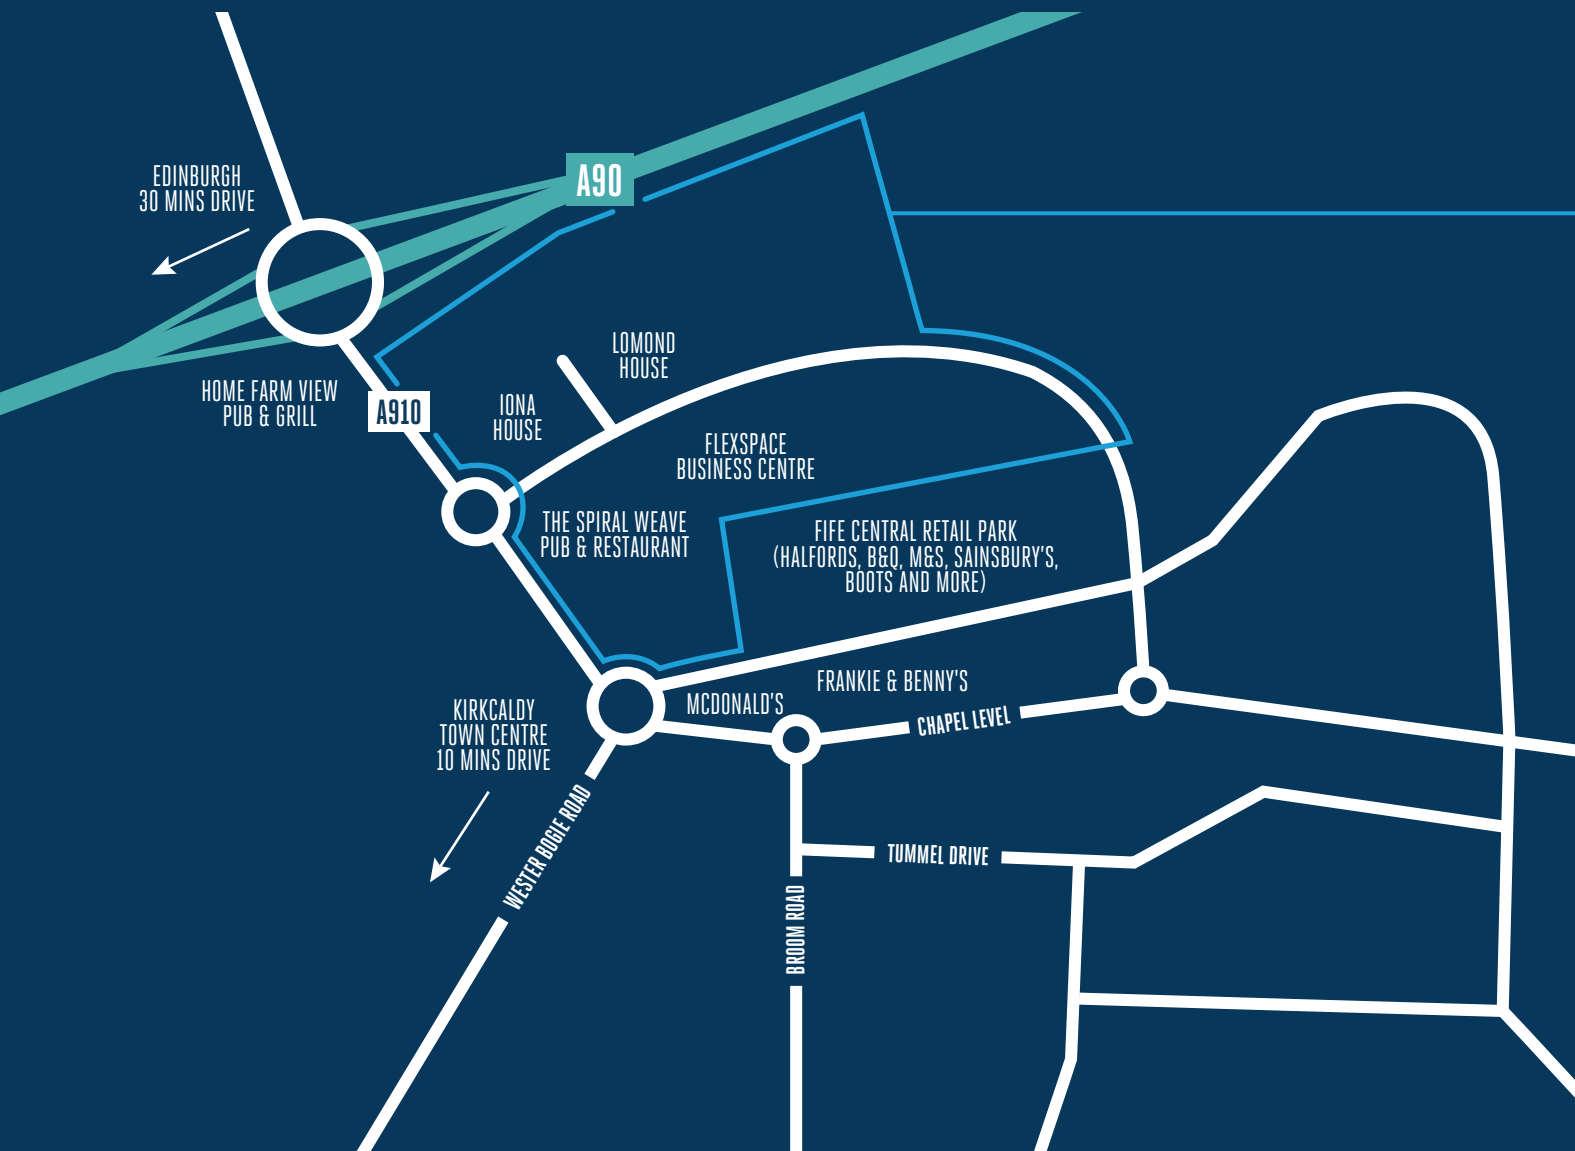 A90
EDINBURGH
30 MINS DRIVE
LOMOND
HOUSE
HOME FARM VIEW
PUB & GRILL
A910
IONA
HOUSE
FLEXSPACE
BUSINESS CENTRE
THE SPIRAL WEAVE
PUB & RESTAURANT
FIFE CENTRAL RETAIL PARK
(HALFORDS, B&Q, M&S, SAINSBURY'S,
BOOTS AND MORE)
FRANKIE & BENNY'S
MCDONALD'S
CHAPEL LEVEL
KIRKCALDY
TOWN CENTRE
10 MINS DRIVE
WESTER BOGIE ROAD
TUMMEL DRIVE
BROOM ROAD